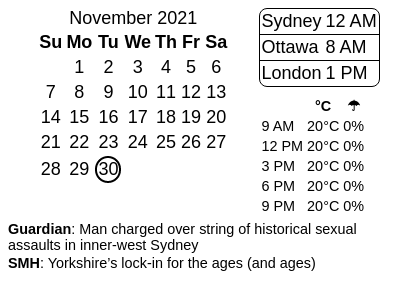 November 2021
Su Mo Tu We Th Fr Sa
1 2 3 4 5 6
7 8 9 10 11 12 13
14 15 16 17 18 19 20
21 22 23 24 25 26 27
28 29 30
Sydney 12 AM
Ottawa 8 AM
London 1 PM
°C ☂
9 AM 20°C 0%
12 PM 20°C 0%
3 PM 20°C 0%
6 PM 20°C 0%
9 PM 20°C 0%
Guardian: Man charged over string of historical sexual
assaults in inner-west Sydney
SMH: Yorkshire’s lock-in for the ages (and ages)